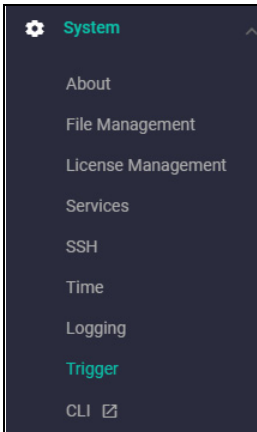 System
About
File Management
License Management
Services
SSH
Time
Logging
Trigger
CLI